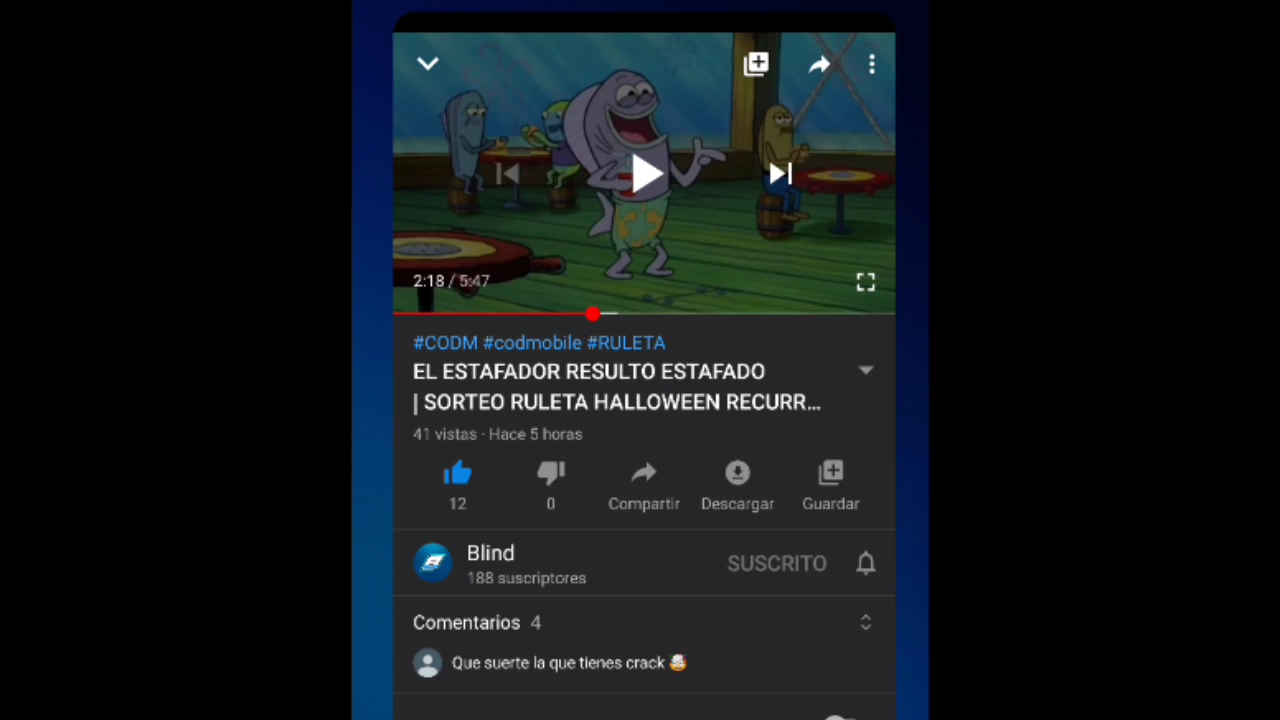 2:18 / 5:47
#CODM #codmobile #RULETA
EL ESTAFADOR RESULTO ESTAFADO
| SORTEO RULETA HALLOWEEN RECURR...
41 vistas · Hace 5 horas
12
0
Compartir
Descargar
Guardar
Blind
SUSCRITO
188 suscriptores
Comentarios 4
Que suerte la que tienes crack